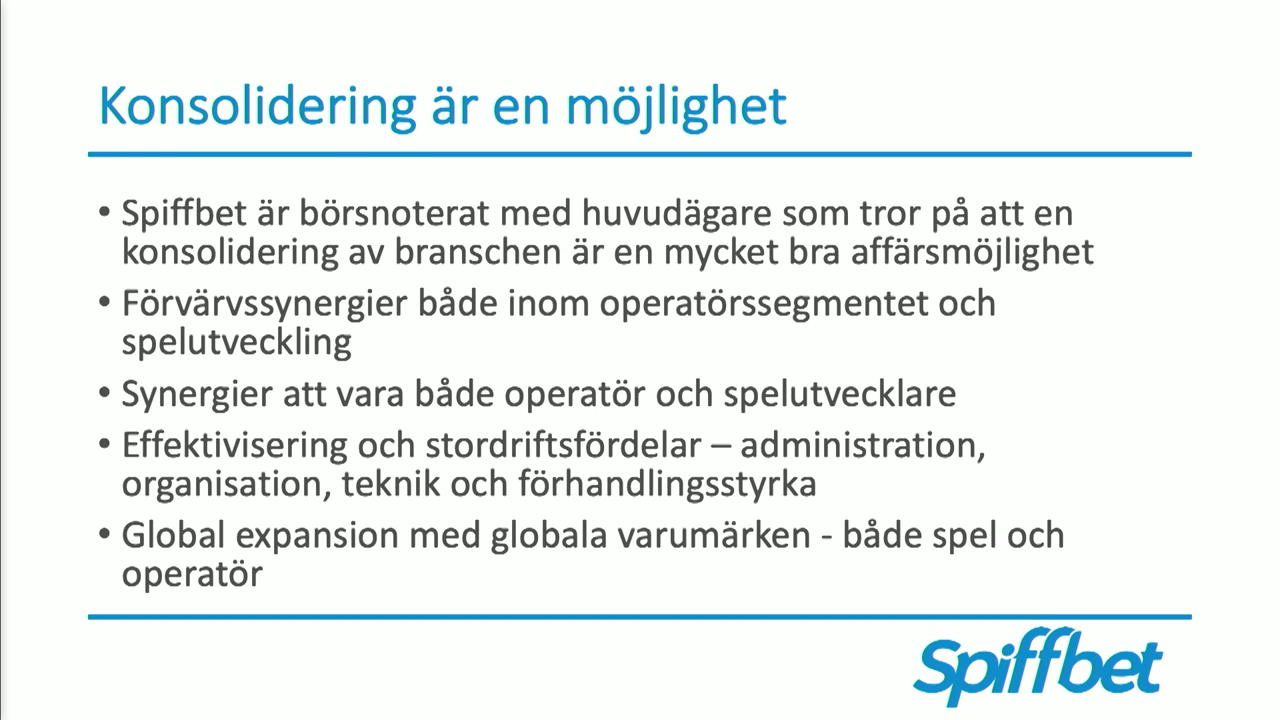 Konsolidering är en möjlighet
• Spiffbet är börsnoterat med huvudägare som tror på att en
konsolidering av branschen är en mycket bra affärsmöjlighet
• Förvärvssynergier både inom operatörssegmentet och
spelutveckling
• Synergier att vara både operatör och spelutvecklare
• Effektivisering och stordriftsfördelar – administration,
organisation, teknik och förhandlingsstyrka
• Global expansion med globala varumärken - både spel och
operatör
Spiffbet